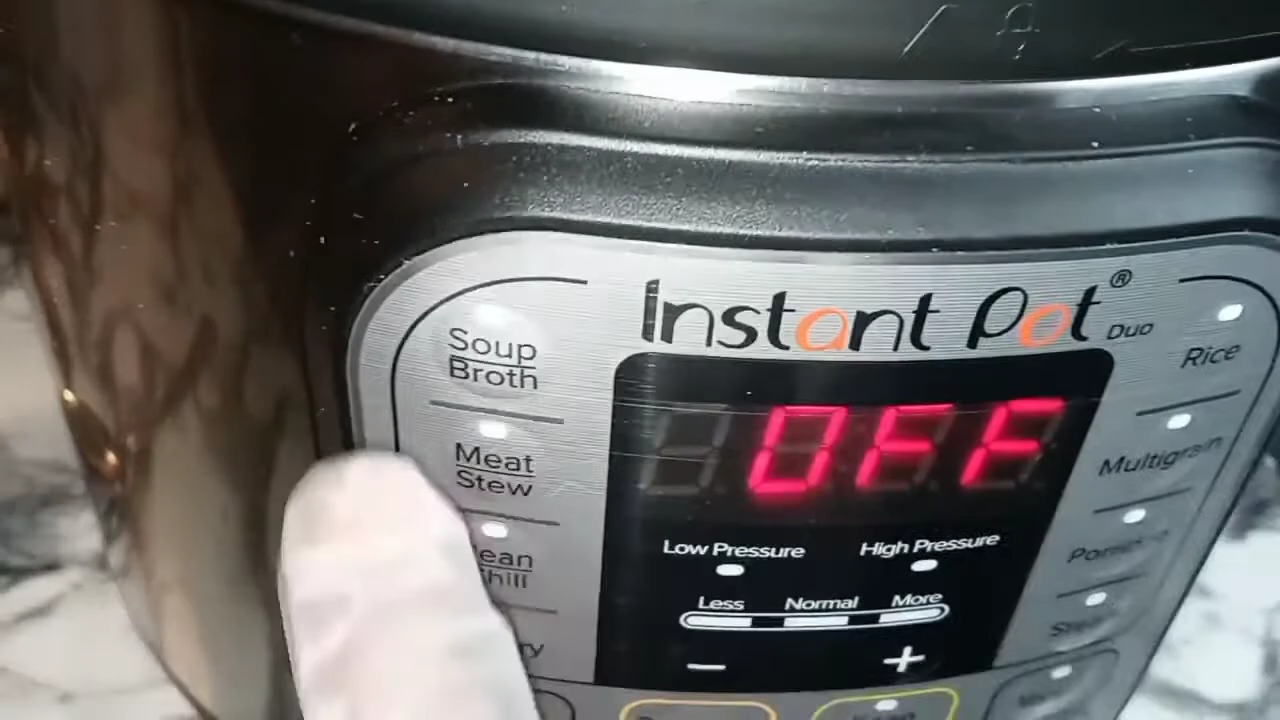 Instant Pot®
Duo
OFF
Soup
Broth
Meat
Stew
Rice
Multigrain
Low Pressure
High Pressure
Less
Normal
More
−
+